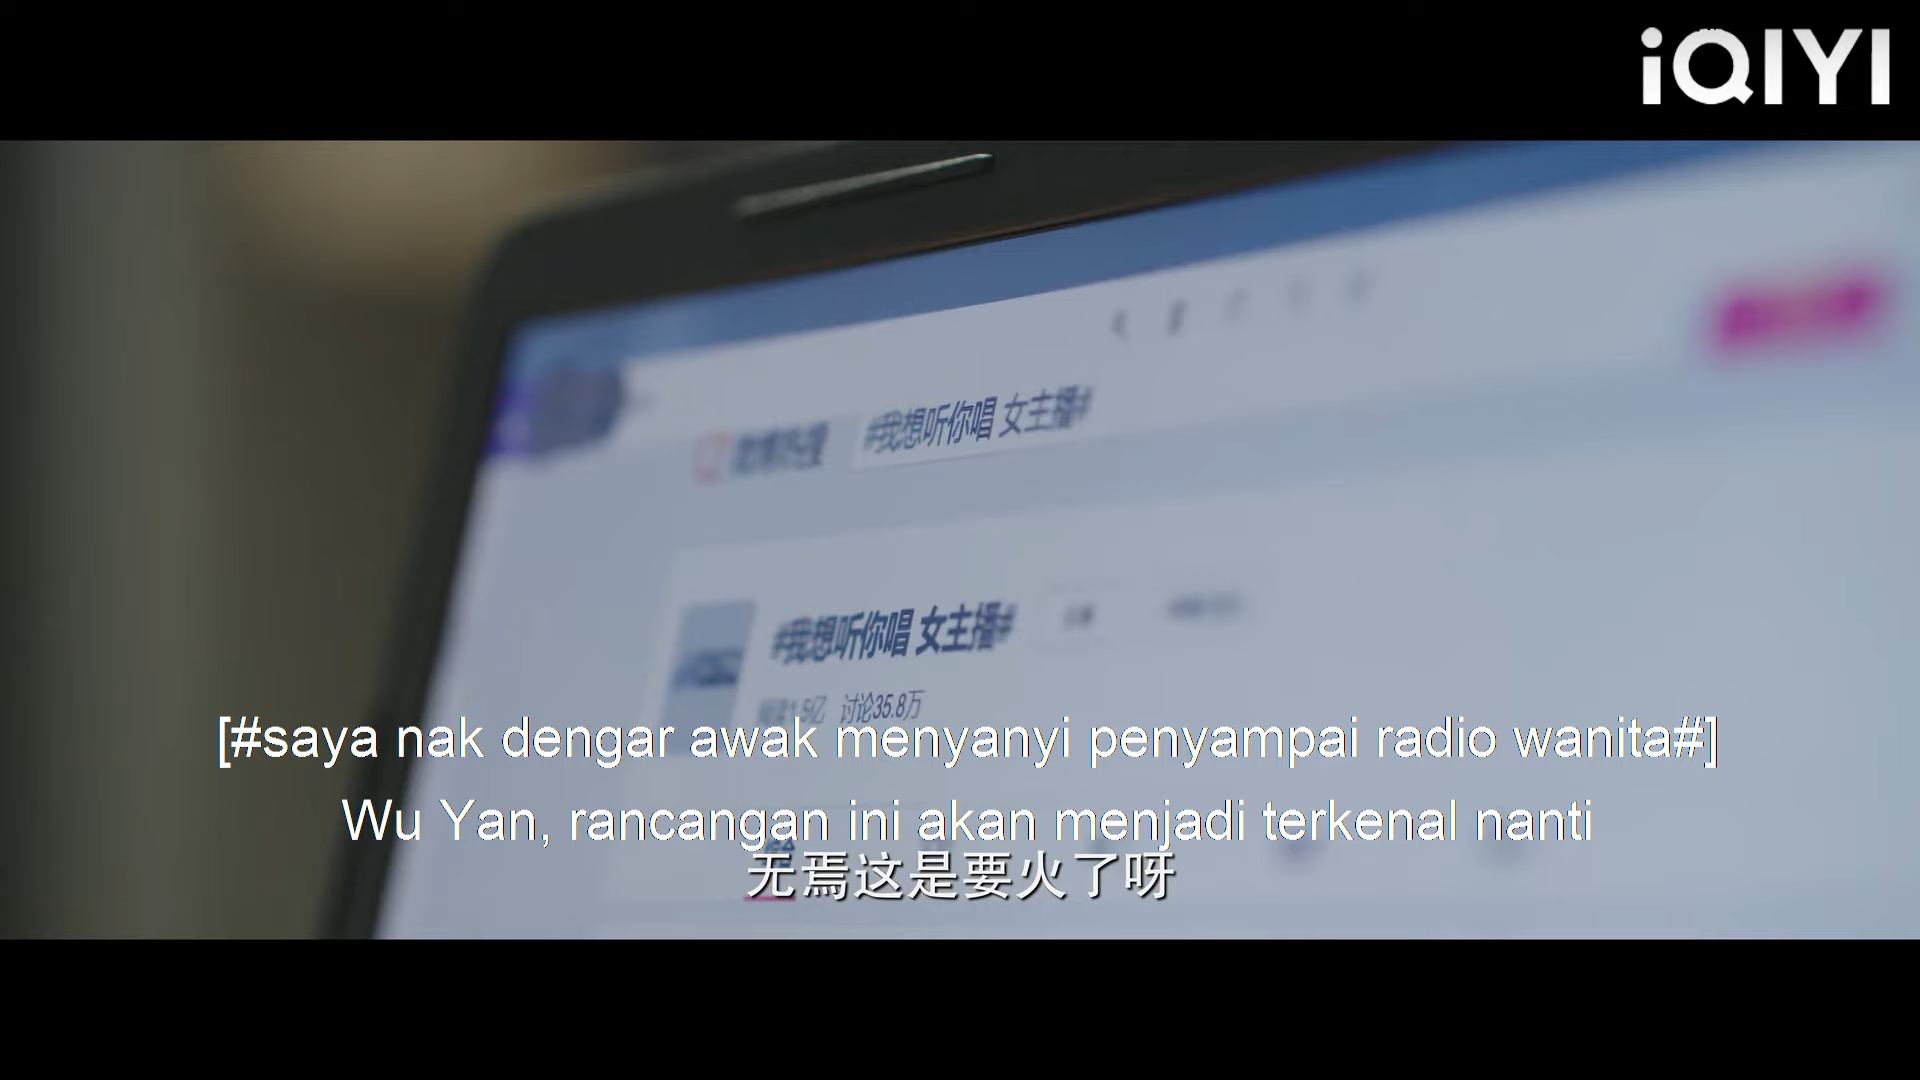 iQIYI
#我想听你唱 女主播#
#我想听你唱 女主播#
讨论35.8万
[#saya nak dengar awak menyanyi penyampai radio wanita#]
Wu Yan, rancangan ini akan menjadi terkenal nanti
无焉这是要火了呀